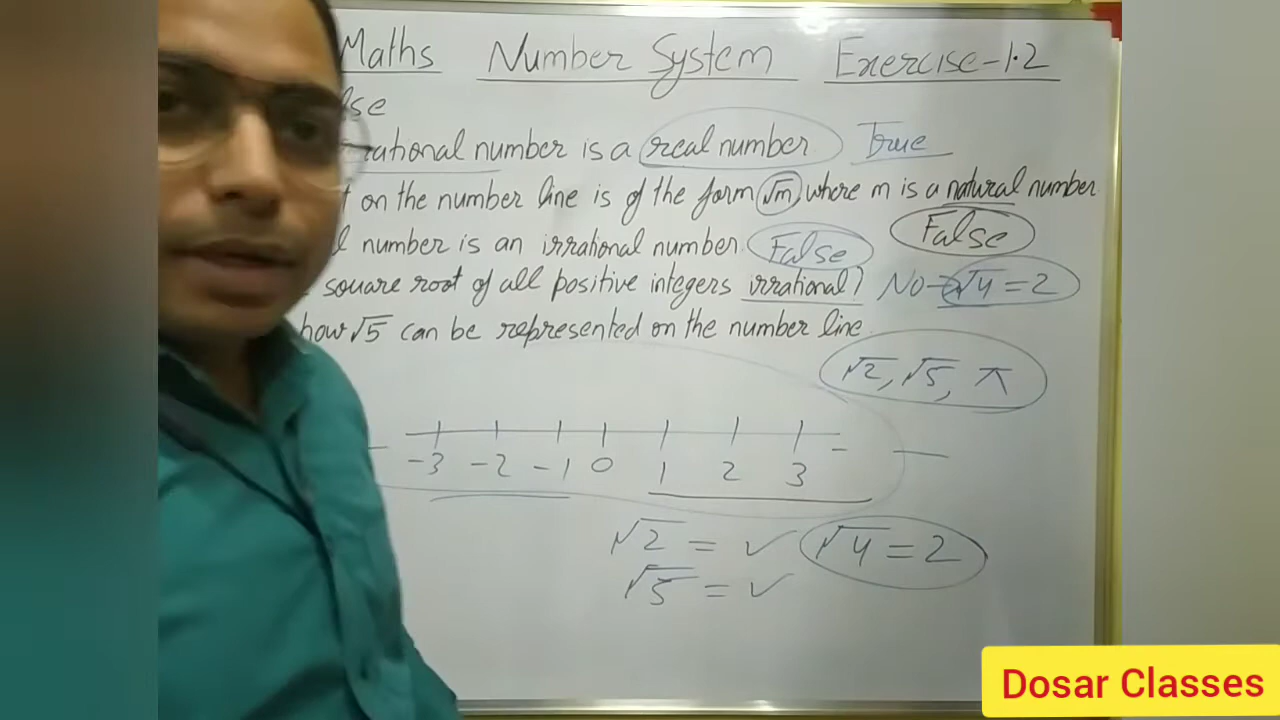 Maths Number System Exercise-1.2
number is a real number True
on the number line is of the form √m, where m is a natural number
False
number is an irrational number False
square root of all positive integers irrational? No → √4 = 2
√5 can be represented on the number line
√2, √5, π
-3 -2 -1 0 1 2 3
√2 = ✓ √4 = 2
√5 = ✓
Dosar Classes